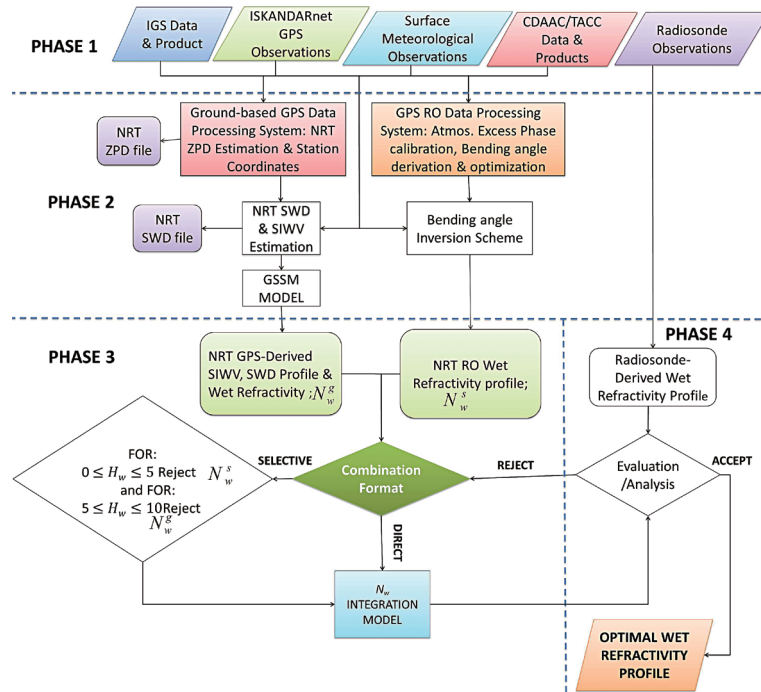 PHASE 1
IGS Data
& Product
ISKANDARnet
GPS
Observations
Surface
Meteorological
Observations
CDAAC/TACC
Data &
Products
Radiosonde
Observations
PHASE 2
NRT
ZPD file
Ground-based GPS Data
Processing System: NRT
ZPD Estimation & Station
Coordinates
GPS RO Data Processing
System: Atmos. Excess Phase
calibration, Bending angle
derivation & optimization
NRT
SWD file
NRT SWD
& SIWV
Estimation
Bending angle
Inversion Scheme
GSSM
MODEL
PHASE 3
NRT GPS-Derived
SIWV, SWD Profile &
Wet Refractivity ;N_w^g
NRT RO Wet
Refractivity profile;
N_w^s
PHASE 4
Radiosonde-
Derived Wet
Refractivity Profile
FOR:
0 ≤ H_w ≤ 5 Reject N_w^s
and FOR:
5 ≤ H_w ≤ 10Reject
N_w^g
SELECTIVE
Combination
Format
REJECT
Evaluation
/Analysis
ACCEPT
DIRECT
N_w
INTEGRATION
MODEL
OPTIMAL WET
REFRACTIVITY
PROFILE